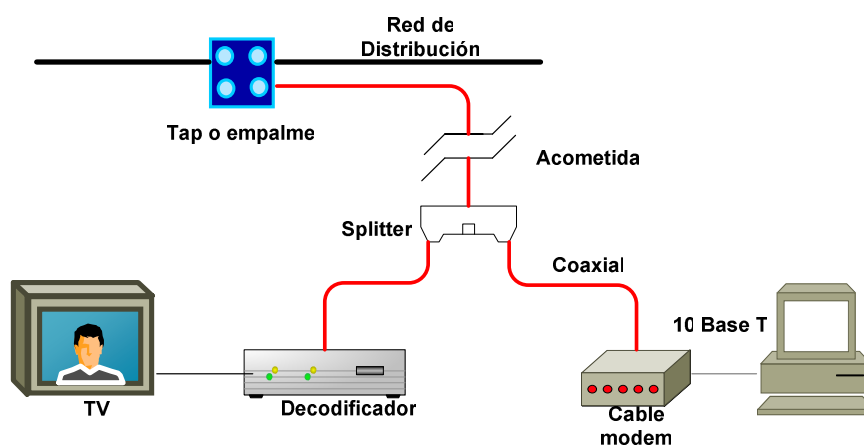 Red de
Distribución
Tap o empalme
Acometida
Splitter
Coaxial
10 Base T
TV
Decodificador
Cable
modem